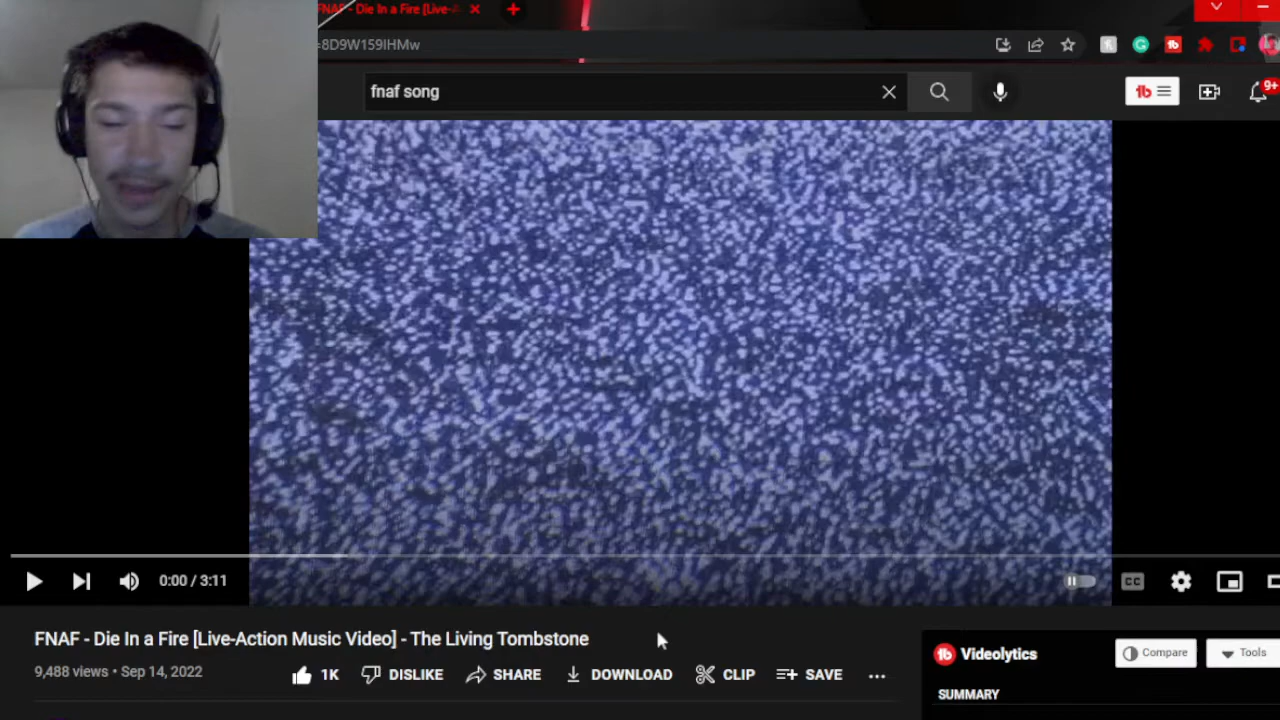 FNAF - Die In a Fire [Live-A
=8D9W159IHMw
fnaf song
9+
0:00 / 3:11
CC
FNAF - Die In a Fire [Live-Action Music Video] - The Living Tombstone
9,488 views • Sep 14, 2022
1K DISLIKE SHARE DOWNLOAD CLIP SAVE ...
Videolytics
Compare
Tools
SUMMARY